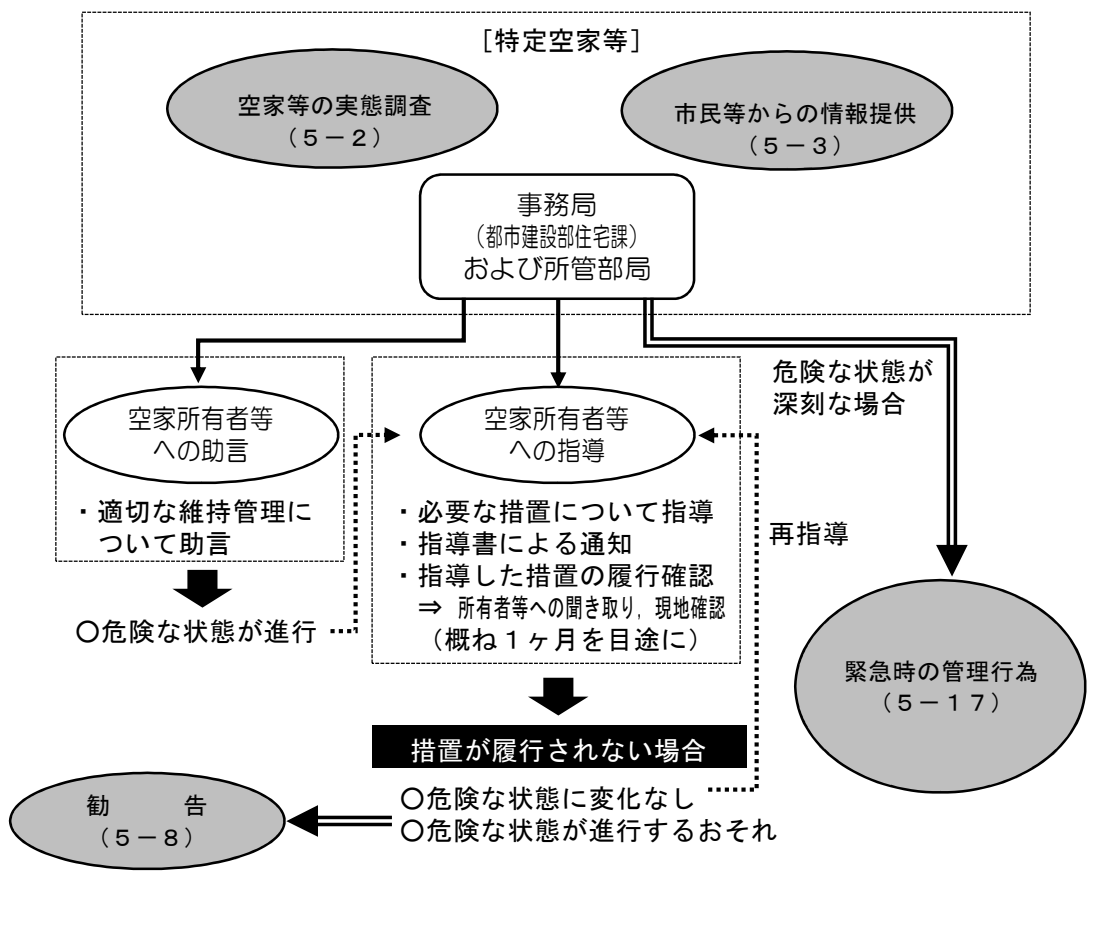 ［特定空家等］
空家等の実態調査
（５－２）
市民等からの情報提供
（５－３）
事務局
（都市建設部住宅課）
および所管部局
危険な状態が
深刻な場合
空家所有者等
への助言
・適切な維持管理に
ついて助言
〇危険な状態が進行
空家所有者等
への指導
・必要な措置について指導
・指導書による通知
・指導した措置の履行確認
⇒ 所有者等への聞き取り，現地確認
（概ね１ヶ月を目途に）
再指導
緊急時の管理行為
（５－１７）
措置が履行されない場合
〇危険な状態に変化なし
〇危険な状態が進行するおそれ
勧　　　告
（５－８）